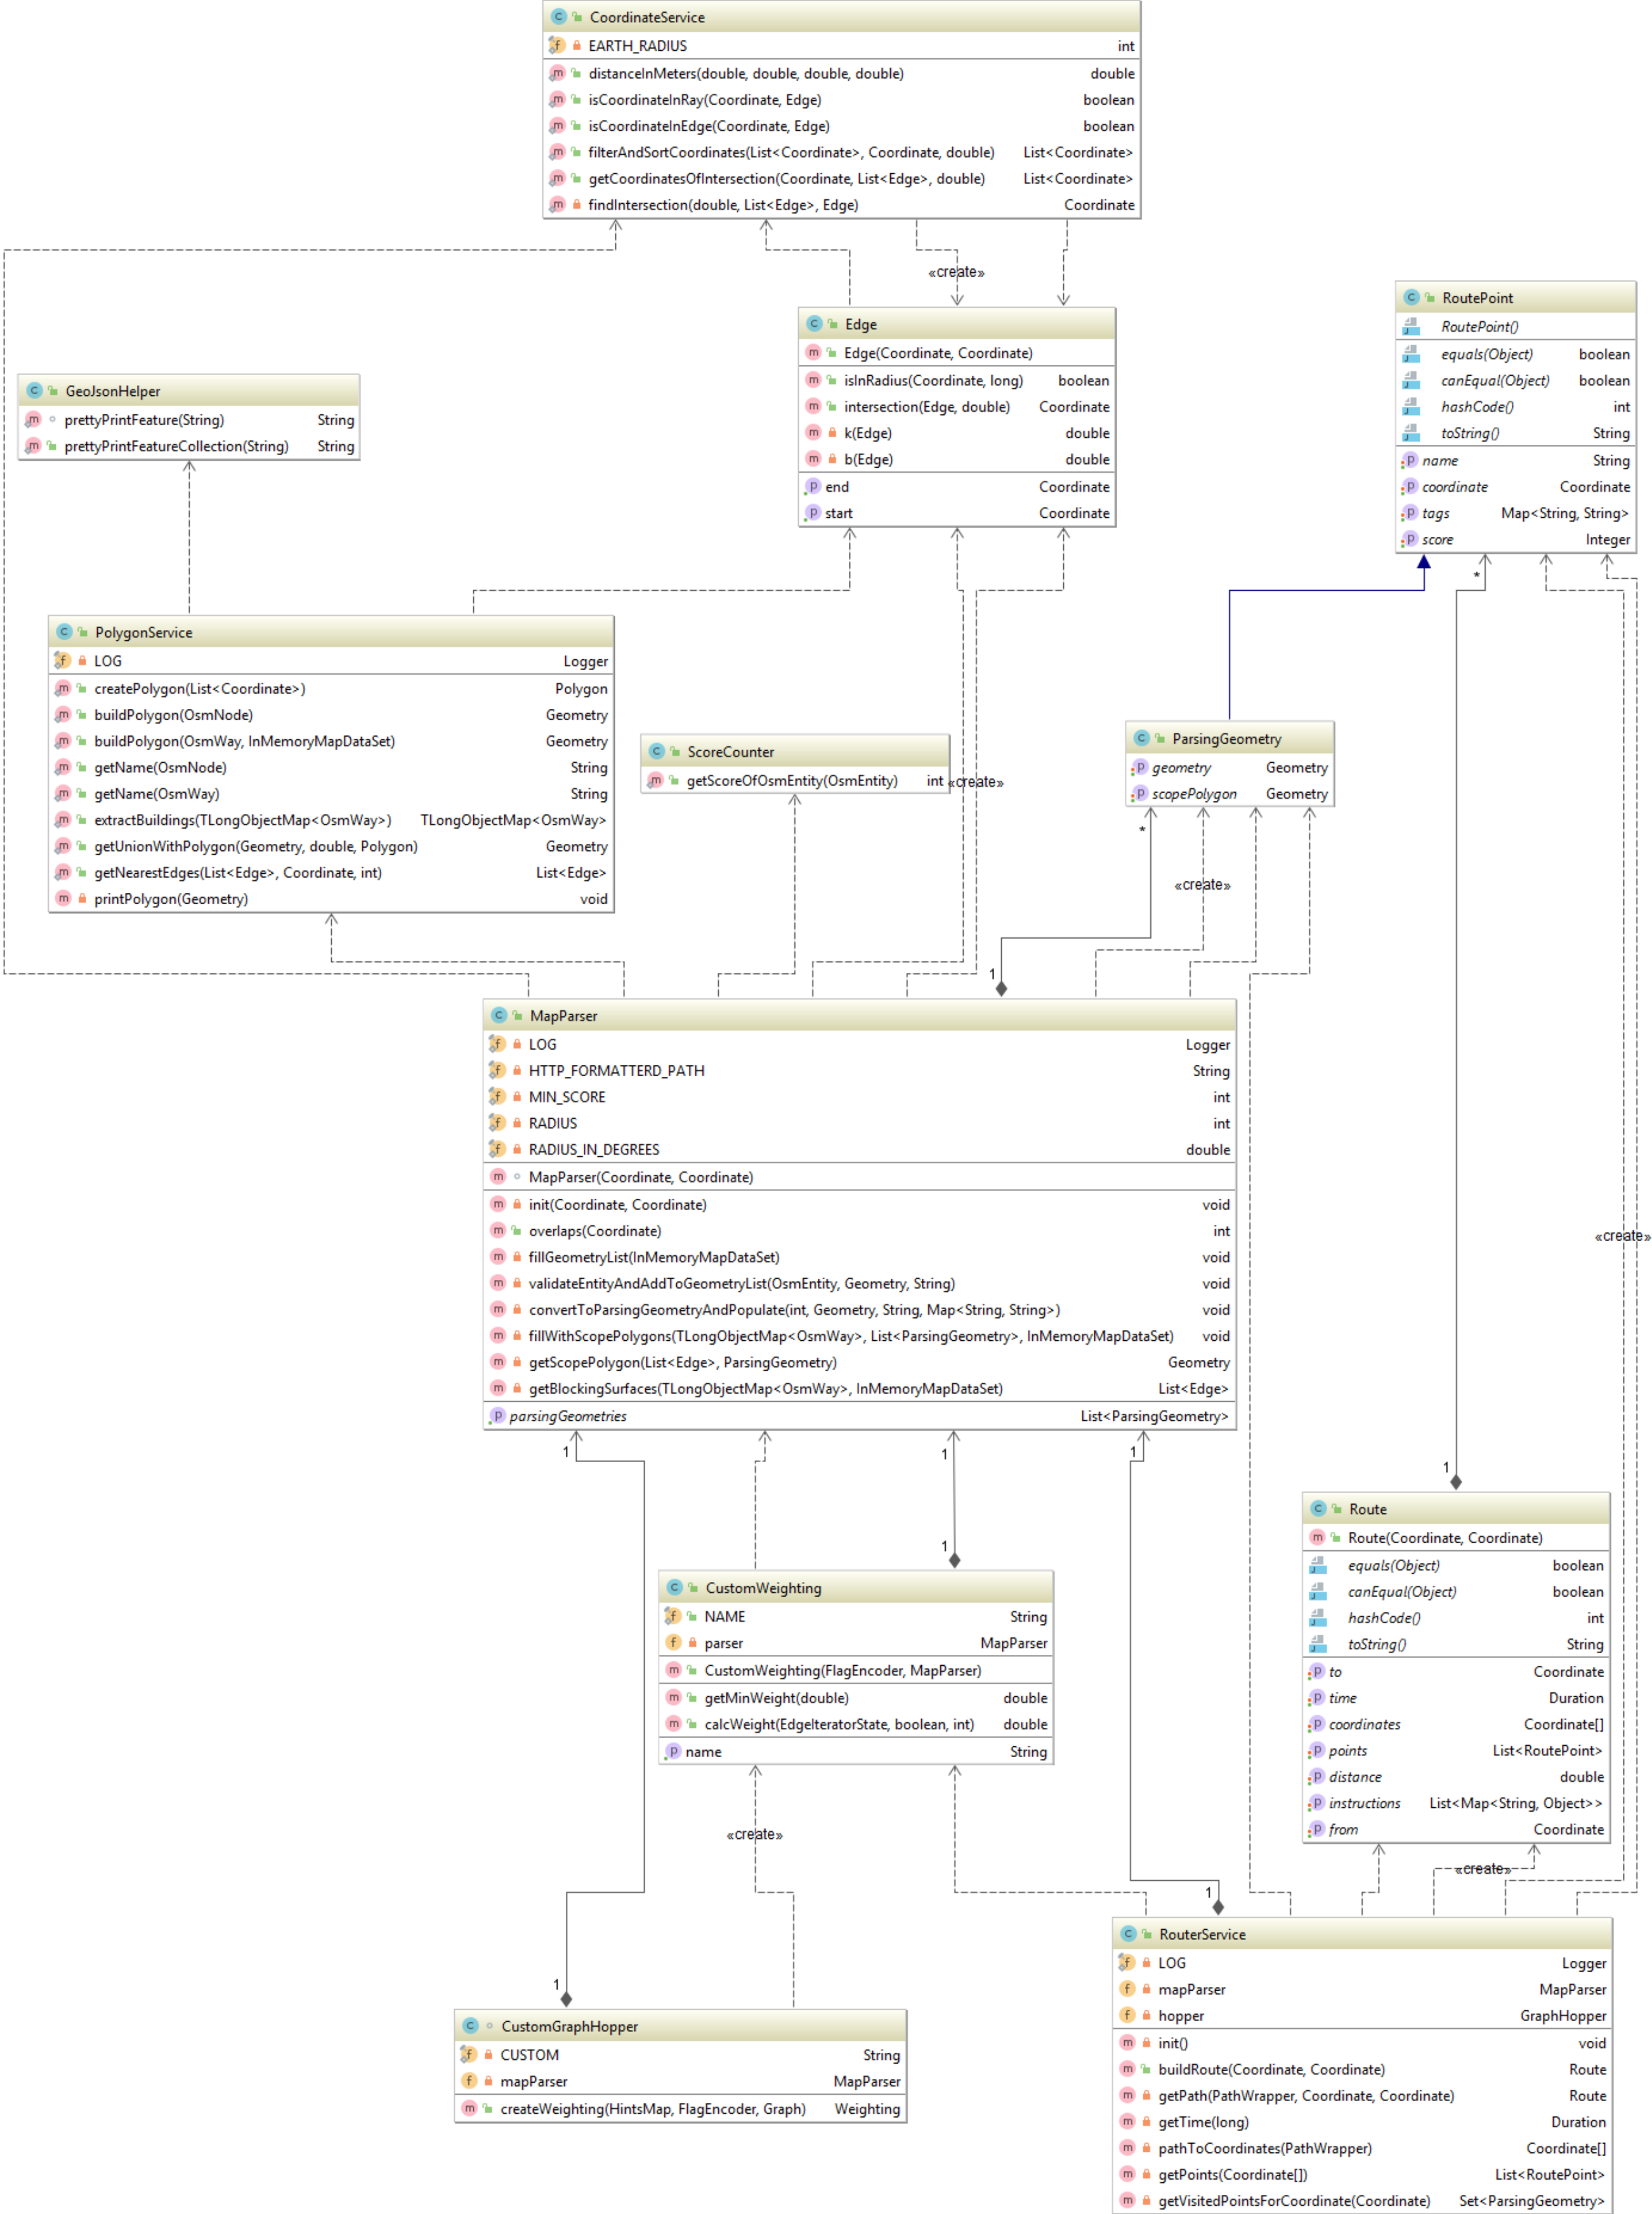 CoordinateService
EARTH_RADIUS int
distanceInMeters(double, double, double, double) double
isCoordinateInRay(Coordinate, Edge) boolean
isCoordinateInEdge(Coordinate, Edge) boolean
filterAndSortCoordinates(List<Coordinate>, Coordinate, double) List<Coordinate>
getCoordinatesOfIntersection(Coordinate, List<Edge>, double) List<Coordinate>
findIntersection(double, List<Edge>, Edge) Coordinate
«create»
Edge
Edge(Coordinate, Coordinate)
isInRadius(Coordinate, long) boolean
intersection(Edge, double) Coordinate
k(Edge) double
b(Edge) double
end Coordinate
start Coordinate
RoutePoint
RoutePoint()
equals(Object) boolean
canEqual(Object) boolean
hashCode() int
toString() String
name String
coordinate Coordinate
tags Map<String, String>
score Integer
*
GeoJsonHelper
prettyPrintFeature(String) String
prettyPrintFeatureCollection(String) String
PolygonService
LOG Logger
createPolygon(List<Coordinate>) Polygon
buildPolygon(OsmNode) Geometry
buildPolygon(OsmWay, InMemoryMapDataSet) Geometry
getName(OsmNode) String
getName(OsmWay) String
extractBuildings(TLongObjectMap<OsmWay>) TLongObjectMap<OsmWay>
getUnionWithPolygon(Geometry, double, Polygon) Geometry
getNearestEdges(List<Edge>, Coordinate, int) List<Edge>
printPolygon(Geometry) void
ScoreCounter
getScoreOfOsmEntity(OsmEntity) int
«create»
ParsingGeometry
geometry Geometry
scopePolygon Geometry
*
«create»
1
MapParser
LOG Logger
HTTP_FORMATTERD_PATH String
MIN_SCORE int
RADIUS int
RADIUS_IN_DEGREES double
MapParser(Coordinate, Coordinate)
init(Coordinate, Coordinate) void
overlaps(Coordinate) int
fillGeometryList(InMemoryMapDataSet) void
validateEntityAndAddToGeometryList(OsmEntity, Geometry, String) void
convertToParsingGeometryAndPopulate(int, Geometry, String, Map<String, String>) void
fillWithScopePolygons(TLongObjectMap<OsmWay>, List<ParsingGeometry>, InMemoryMapDataSet) void
getScopePolygon(List<Edge>, ParsingGeometry) Geometry
getBlockingSurfaces(TLongObjectMap<OsmWay>, InMemoryMapDataSet) List<Edge>
parsingGeometries List<ParsingGeometry>
«create»
1
1
1
1
1
CustomWeighting
NAME String
parser MapParser
CustomWeighting(FlagEncoder, MapParser)
getMinWeight(double) double
calcWeight(EdgeIteratorState, boolean, int) double
name String
Route
Route(Coordinate, Coordinate)
equals(Object) boolean
canEqual(Object) boolean
hashCode() int
toString() String
to Coordinate
time Duration
coordinates Coordinate[]
points List<RoutePoint>
distance double
instructions List<Map<String, Object>>
from Coordinate
«create»
«create»
1
1
CustomGraphHopper
CUSTOM String
mapParser MapParser
createWeighting(HintsMap, FlagEncoder, Graph) Weighting
RouterService
LOG Logger
mapParser MapParser
hopper GraphHopper
init() void
buildRoute(Coordinate, Coordinate) Route
getPath(PathWrapper, Coordinate, Coordinate) Route
getTime(long) Duration
pathToCoordinates(PathWrapper) Coordinate[]
getPoints(Coordinate[]) List<RoutePoint>
getVisitedPointsForCoordinate(Coordinate) Set<ParsingGeometry>